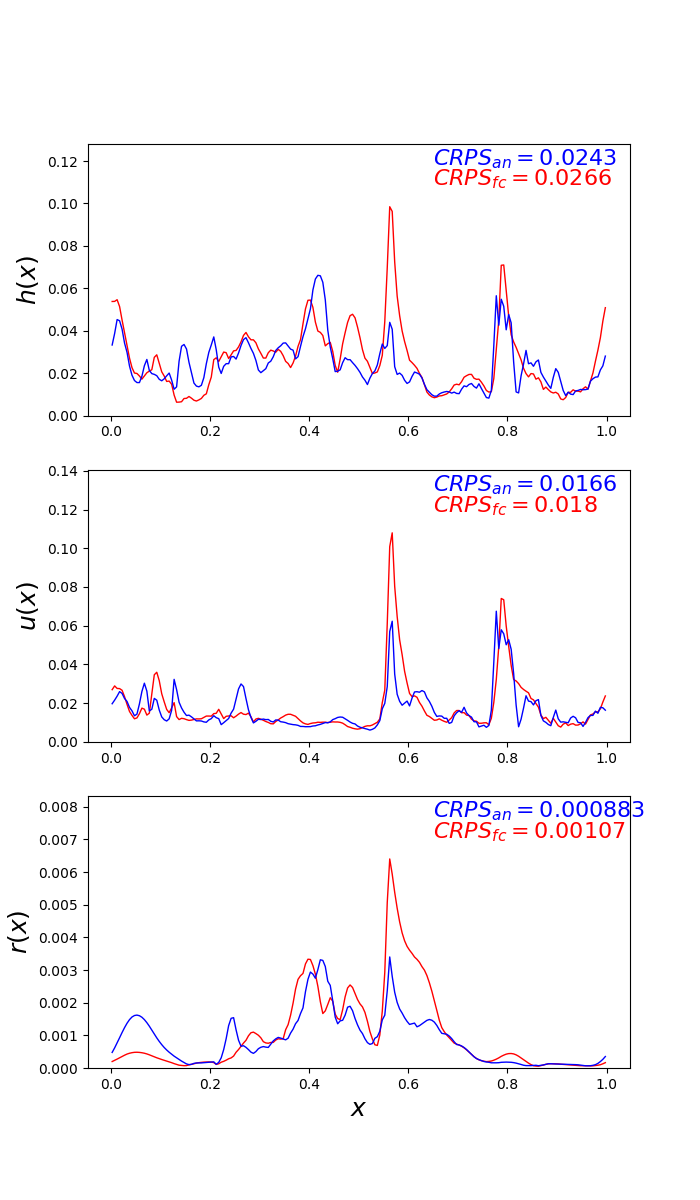 CRPS_an = 0.0243
CRPS_fc = 0.0266
0.12
0.10
0.08
0.06
0.04
0.02
0.00
h(x)
0.0 0.2 0.4 0.6 0.8 1.0
CRPS_an = 0.0166
CRPS_fc = 0.018
0.14
0.12
0.10
0.08
0.06
0.04
0.02
0.00
u(x)
0.0 0.2 0.4 0.6 0.8 1.0
CRPS_an = 0.000883
CRPS_fc = 0.00107
0.008
0.007
0.006
0.005
0.004
0.003
0.002
0.001
0.000
r(x)
0.0 0.2 0.4 0.6 0.8 1.0
x